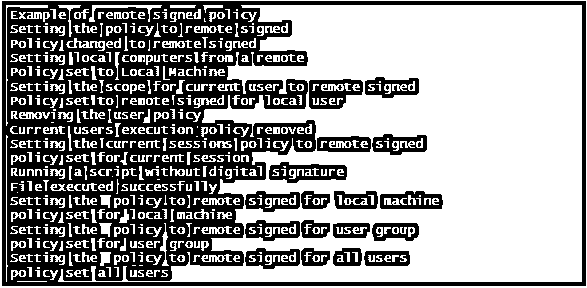 Example of remote signed policy
Setting the policy to remote signed
Policy changed to remote signed
Setting local computers from a remote
Policy set to Local Machine
Setting the scope for current user to remote signed
Policy set to remote signed for local user
Removing the user policy
Current users execution policy removed
Setting the current sessions policy to remote signed
policy set for current session
Running a script without digital signature
File executed successfully
Setting the policy to remote signed for local machine
policy set for local machine
Setting the policy to remote signed for user group
policy set for user group
Setting the policy to remote signed for all users
policy set all users